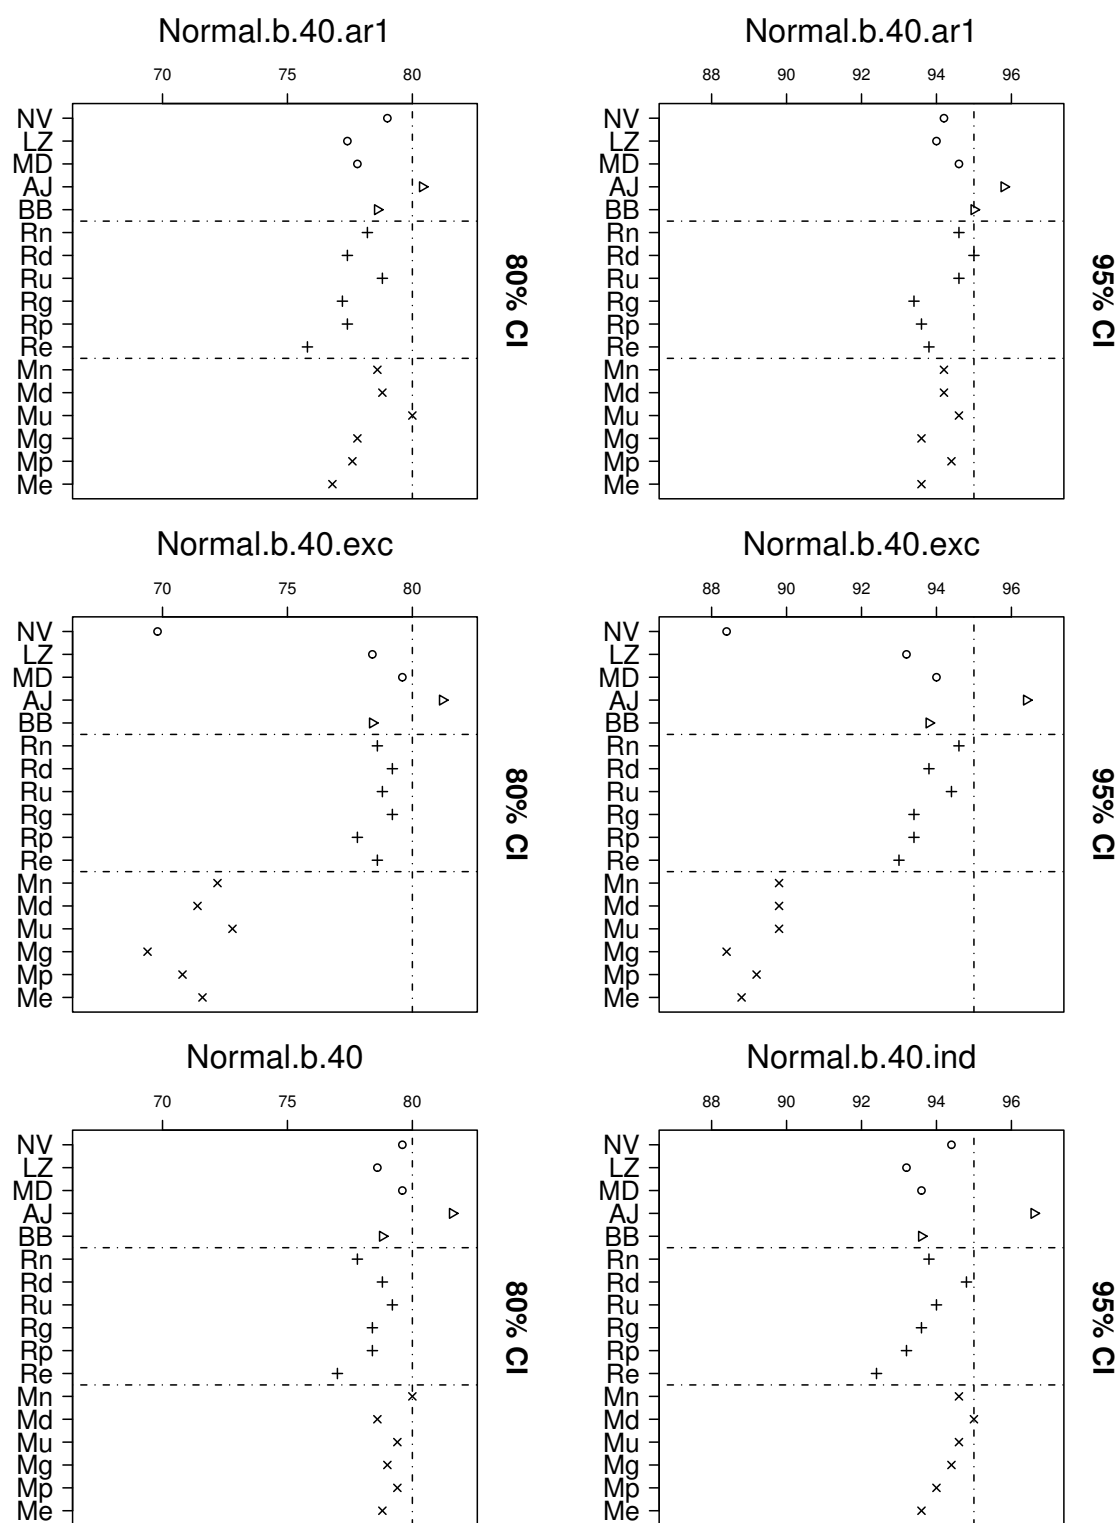 Normal.b.40.ar1
70 75 80
NV
LZ
MD
AJ
BB
Rn
Rd
Ru
Rg
Rp
Re
Mn
Md
Mu
Mg
Mp
Me
80% CI
Normal.b.40.ar1
88 90 92 94 96
NV
LZ
MD
AJ
BB
Rn
Rd
Ru
Rg
Rp
Re
Mn
Md
Mu
Mg
Mp
Me
95% CI
Normal.b.40.exc
70 75 80
NV
LZ
MD
AJ
BB
Rn
Rd
Ru
Rg
Rp
Re
Mn
Md
Mu
Mg
Mp
Me
80% CI
Normal.b.40.exc
88 90 92 94 96
NV
LZ
MD
AJ
BB
Rn
Rd
Ru
Rg
Rp
Re
Mn
Md
Mu
Mg
Mp
Me
95% CI
Normal.b.40
70 75 80
NV
LZ
MD
AJ
BB
Rn
Rd
Ru
Rg
Rp
Re
Mn
Md
Mu
Mg
Mp
Me
80% CI
Normal.b.40.ind
88 90 92 94 96
NV
LZ
MD
AJ
BB
Rn
Rd
Ru
Rg
Rp
Re
Mn
Md
Mu
Mg
Mp
Me
95% CI